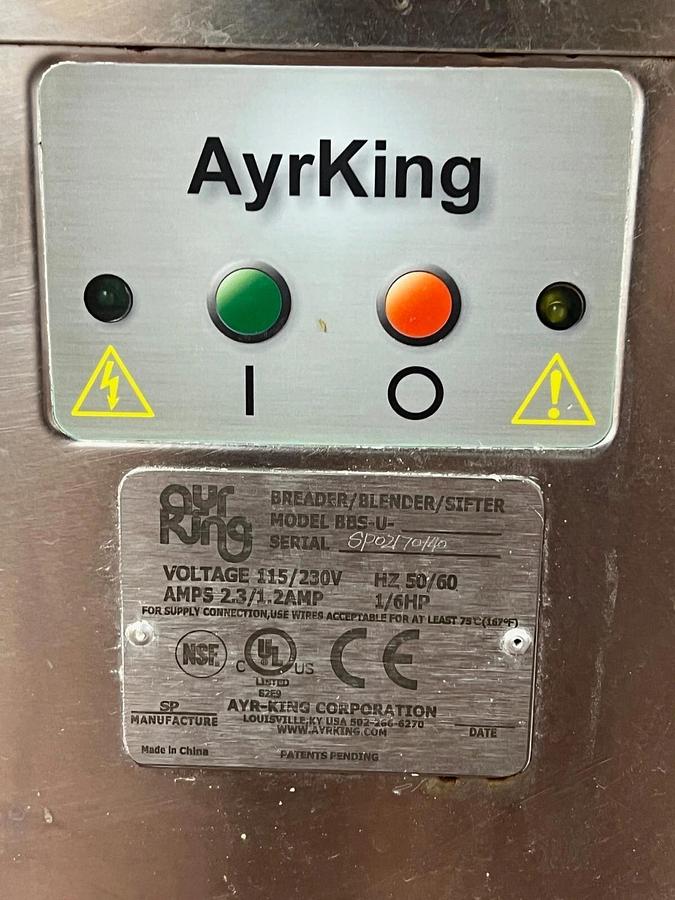 AyrKing
I O
ayr BREADER/BLENDER/SIFTER
King MODEL BBS-U-
SERIAL SP02170140
VOLTAGE 115/230V HZ 50/60
AMPS 2.3/1.2AMP 1/6HP
FOR SUPPLY CONNECTION,USE WIRES ACCEPTABLE FOR AT LEAST 75°C(167°F)
NSF. C UL US CE
LISTED
62E9
SP AYR-KING CORPORATION
MANUFACTURE LOUISVILLE,KY USA 502-266-6270 DATE
WWW.AYRKING.COM
Made in China PATENTS PENDING